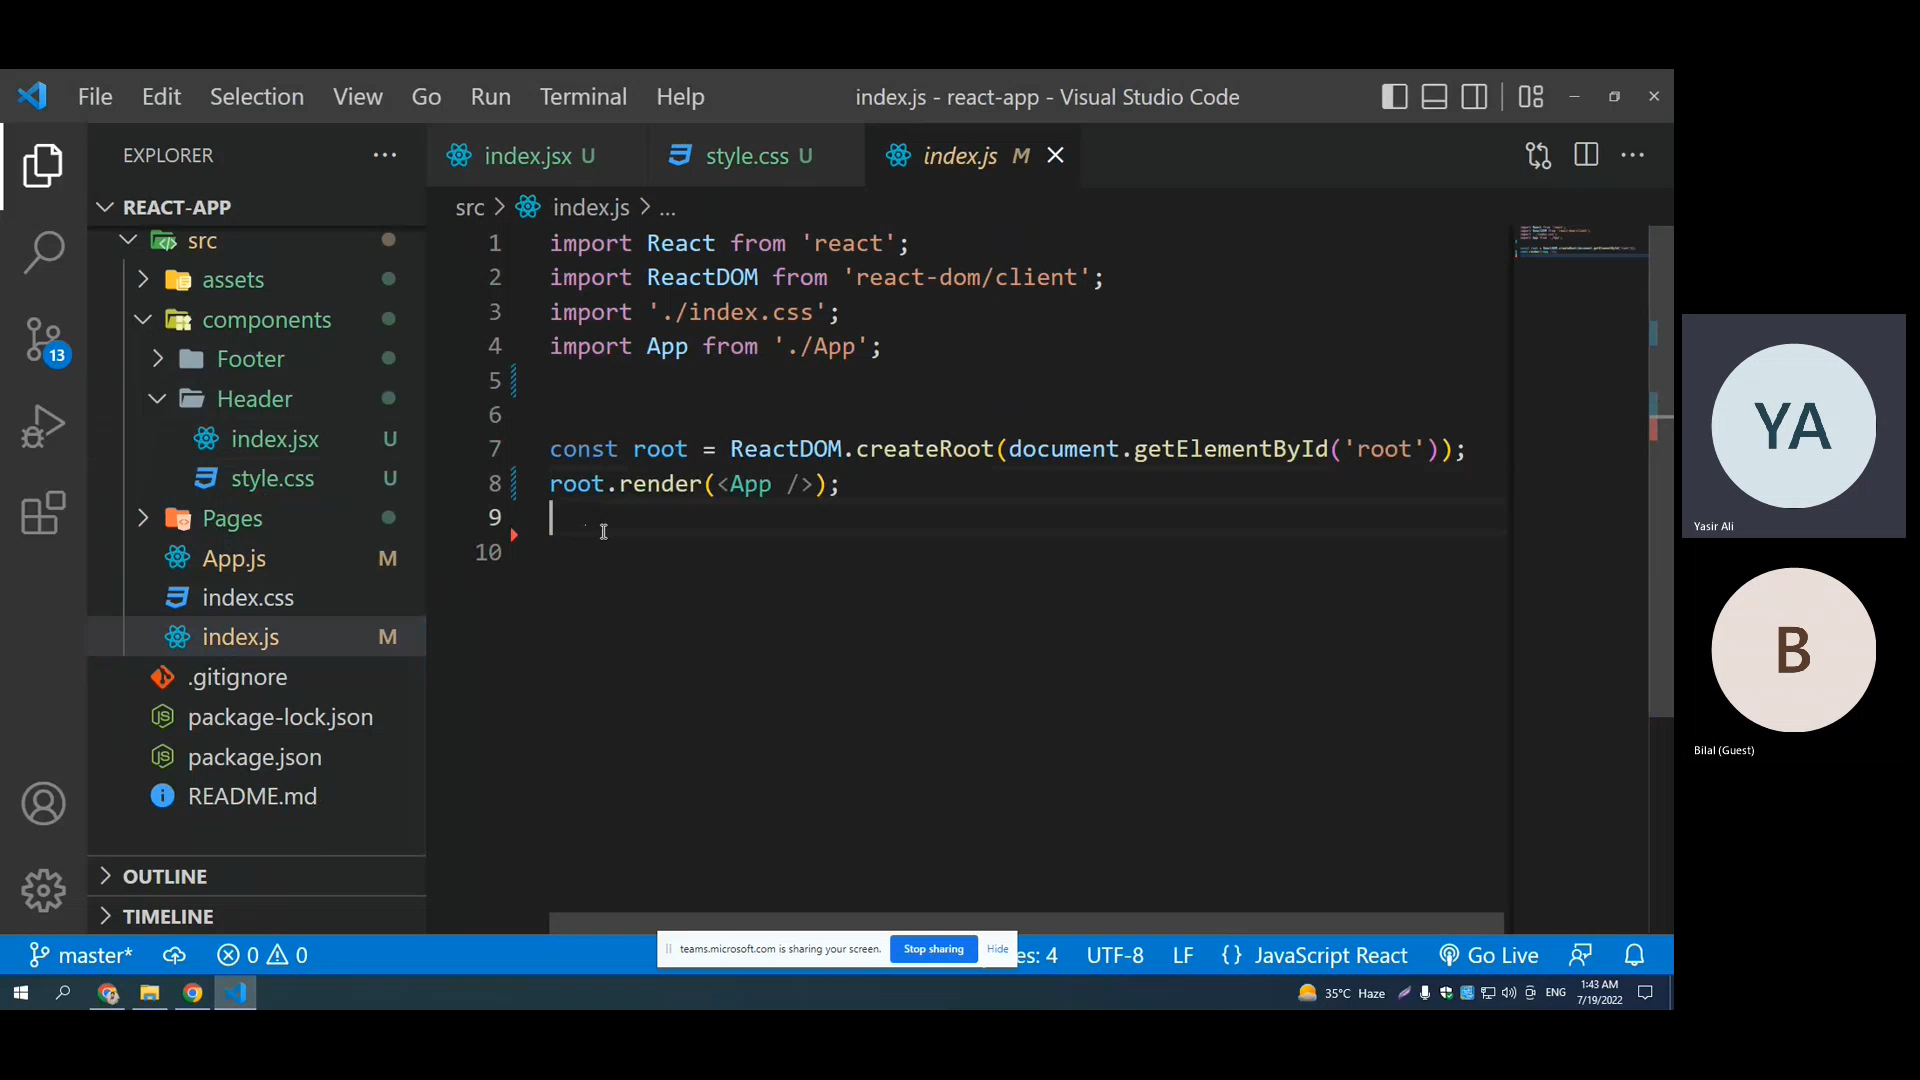 File Edit Selection View Go Run Terminal Help index.js - react-app - Visual Studio Code
EXPLORER
index.jsx U
style.css U
index.js M
REACT-APP
src
assets
components
Footer
Header
index.jsx U
style.css U
Pages
App.js M
index.css
index.js M
.gitignore
package-lock.json
package.json
README.md
OUTLINE
TIMELINE
13
src > index.js > ...
1 import React from 'react';
2 import ReactDOM from 'react-dom/client';
3 import './index.css';
4 import App from './App';
5
6
7 const root = ReactDOM.createRoot(document.getElementById('root'));
8 root.render(<App />);
9
10
YA
Yasir Ali
B
Bilal (Guest)
master* 0 0
teams.microsoft.com is sharing your screen. Stop sharing Hide
es: 4 UTF-8 LF {} JavaScript React Go Live
35°C Haze ENG 1:43 AM
7/19/2022